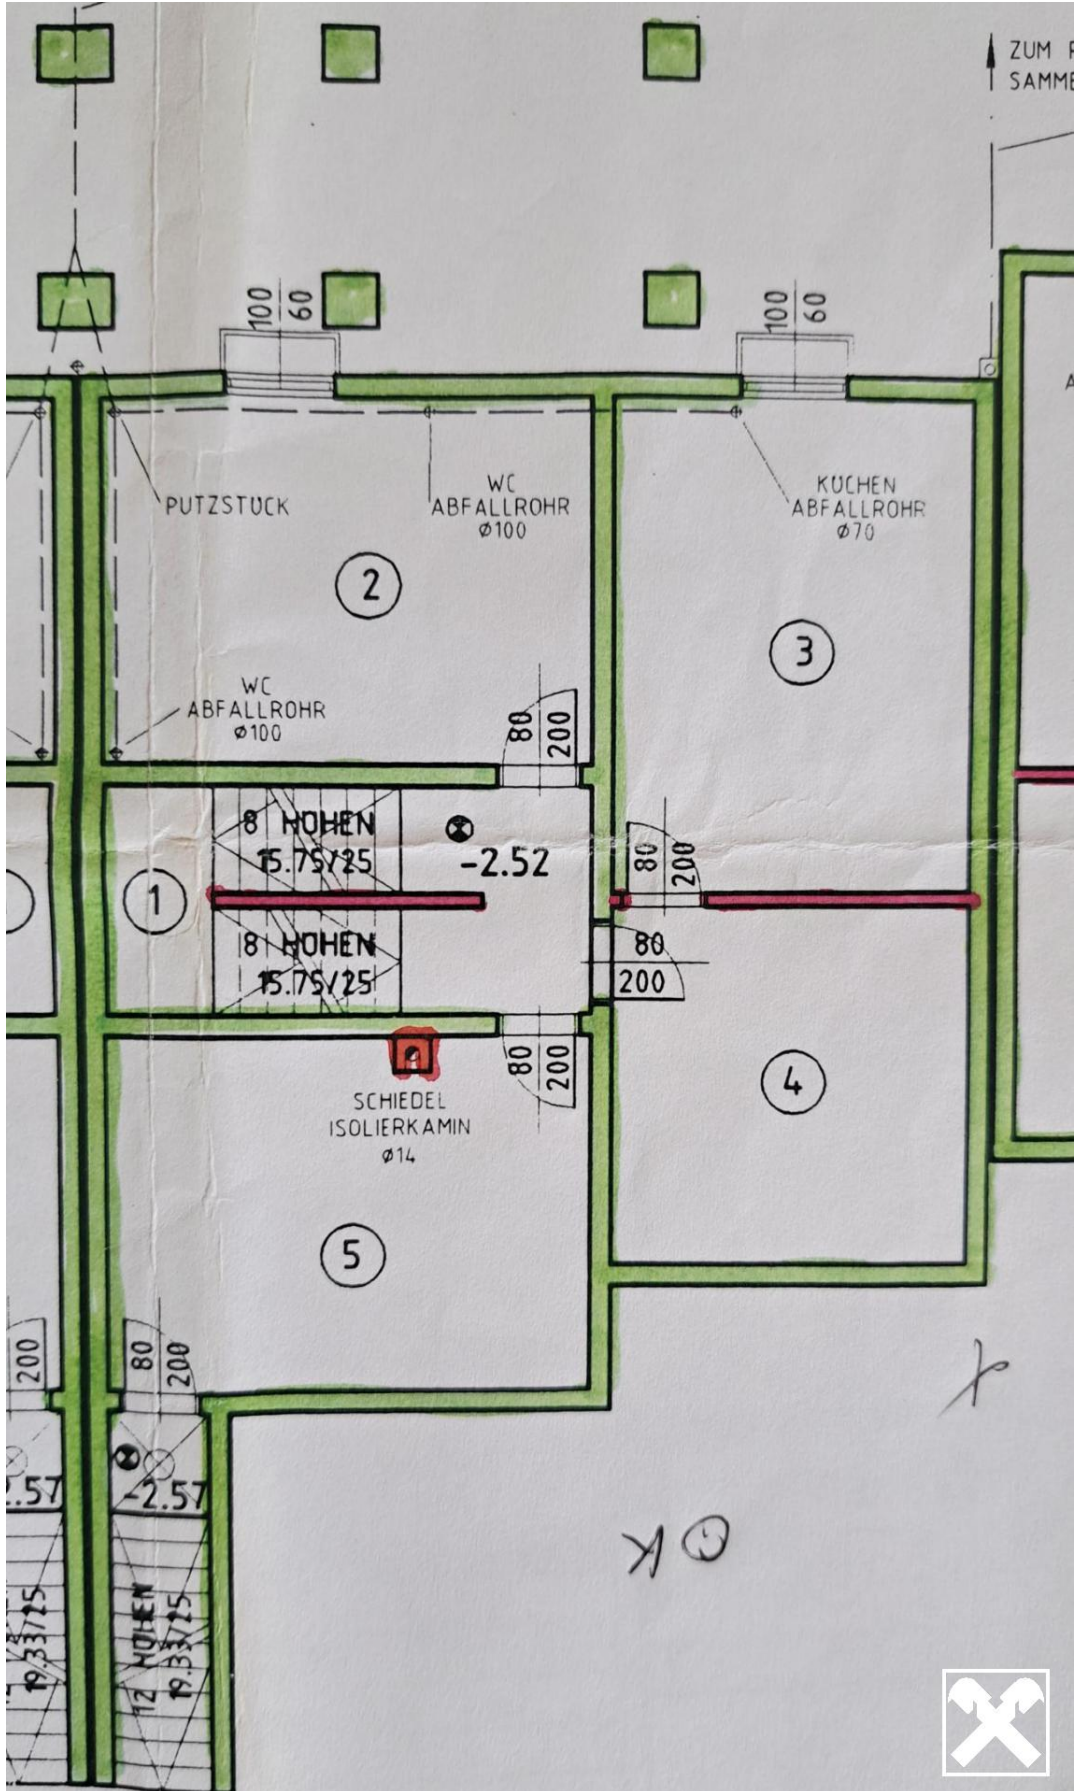 ZUM
SAMME
100
60
100
60
PUTZSTÜCK
WC
ABFALLROHR
Ø100
KÜCHEN
ABFALLROHR
Ø70
2
3
WC
ABFALLROHR
Ø100
80
200
8 HÖHEN
15.75/25
-2.52
80
200
1
8 HÖHEN
15.75/25
80
200
80
200
SCHIEDEL
ISOLIERKAMIN
Ø14
4
5
200
80
200
-2.57
12 HÖHEN
19.33/25
19.33/25
OK